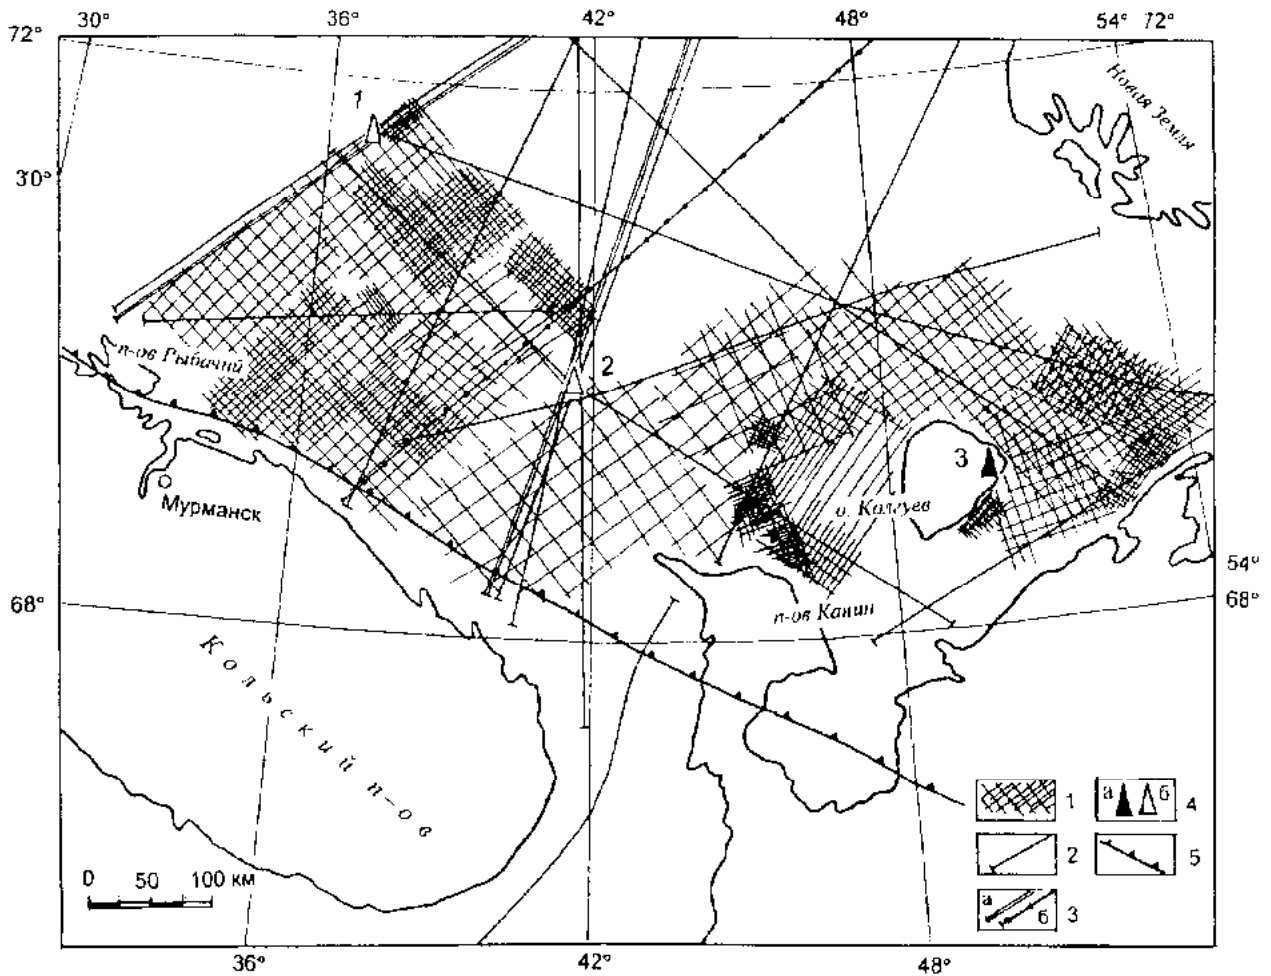 30° 36° 42° 48° 54° 72°
72°
1
Новая Земля
30°
п-ов Рыбачий
2
3
Мурманск
о. Колгуев
54°
68° 68°
п-ов Канин
Кольский п-ов
1 а б 4
2 5
а б 3
0 50 100 км
36° 42° 48°